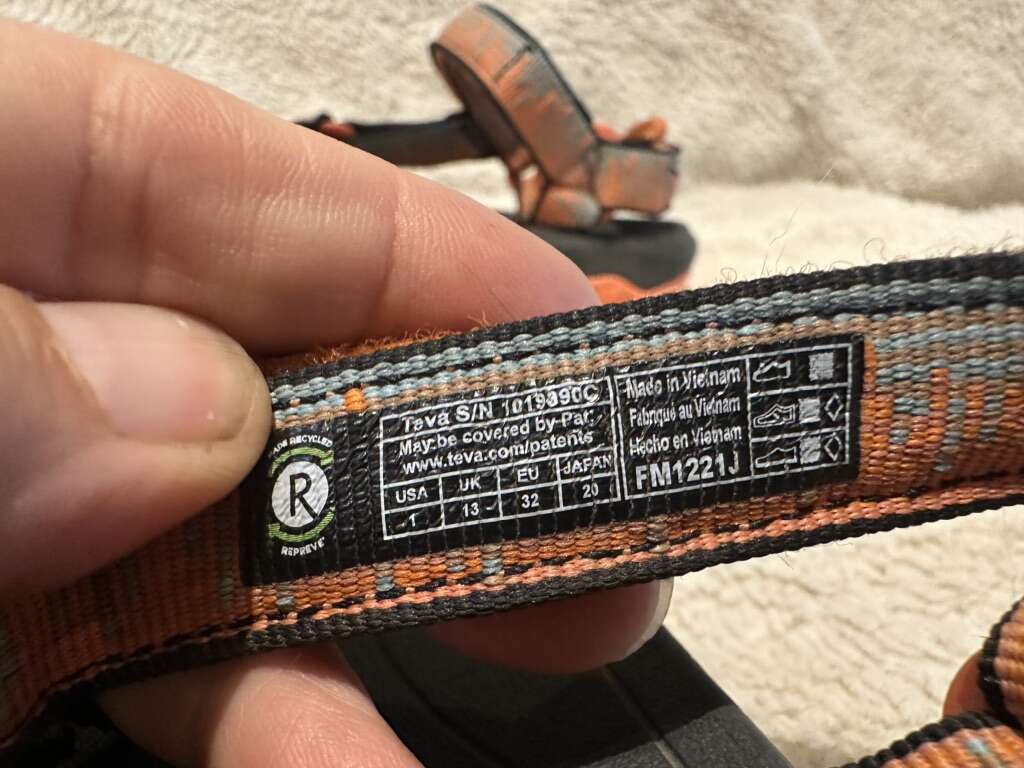 MADE RECYCLED
R
REPREVE
Teva S/N 1019390C
May be covered by Pat.
www.teva.com/patents
USA UK EU JAPAN
1 13 32 20
Made in Vietnam
Fabriqué au Vietnam
Hecho en Vietnam
FM1221J